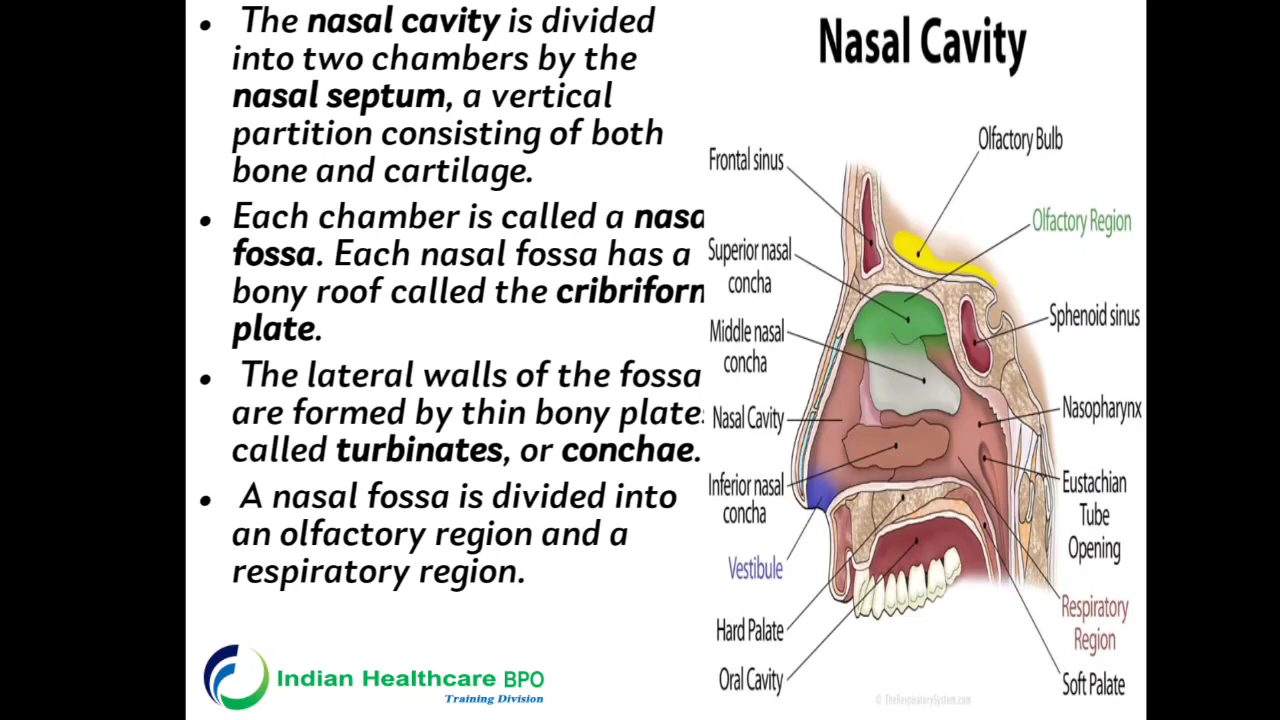 • The nasal cavity is divided
into two chambers by the
nasal septum, a vertical
partition consisting of both
bone and cartilage.
• Each chamber is called a nasa
fossa. Each nasal fossa has a
bony roof called the cribriforn
plate.
• The lateral walls of the fossa
are formed by thin bony plate
called turbinates, or conchae.
• A nasal fossa is divided into
an olfactory region and a
respiratory region.
Indian Healthcare BPO
Training Division
Nasal Cavity
Olfactory Bulb
Frontal sinus
Olfactory Region
Superior nasal
concha
Sphenoid sinus
Middle nasal
concha
Nasopharynx
Nasal Cavity
Inferior nasal
concha
Eustachian
Tube
Opening
Vestibule
Respiratory
Region
Hard Palate
Oral Cavity
Soft Palate
© TheRespiratorySystem.com